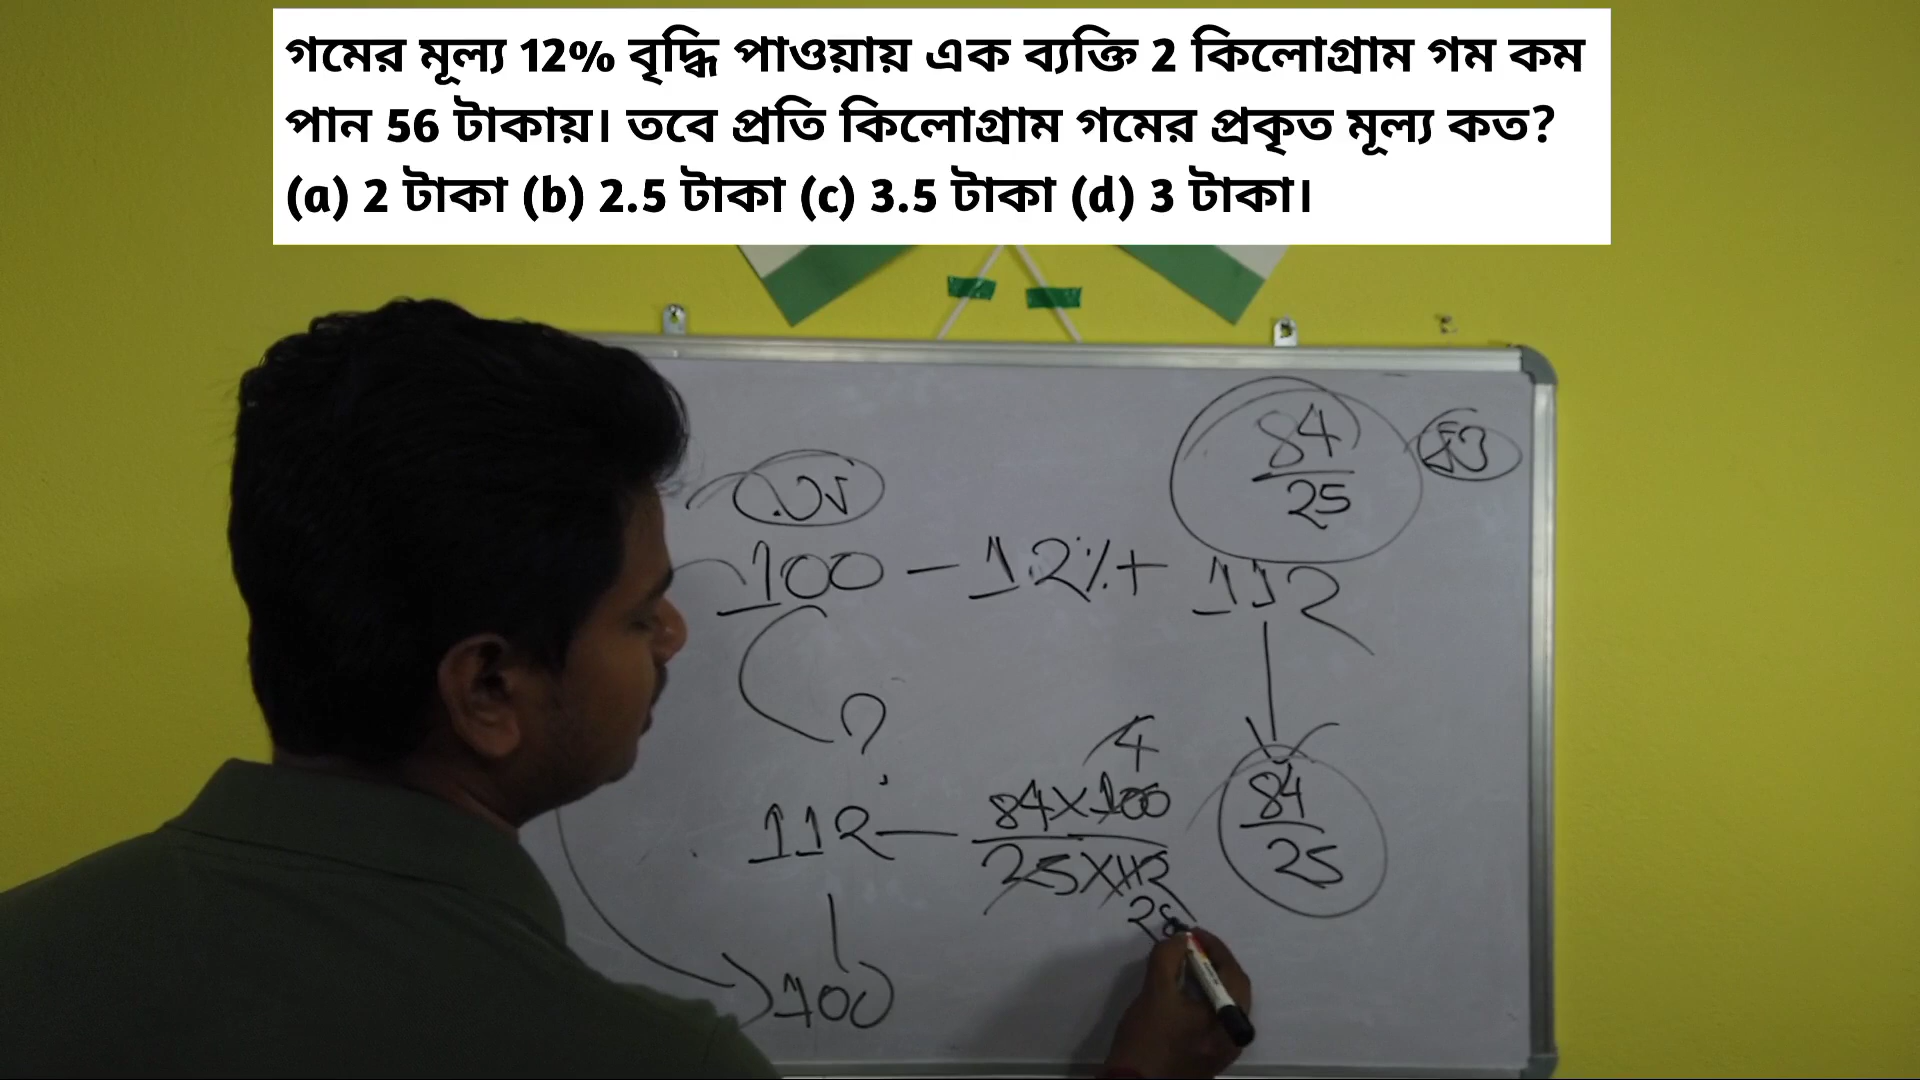 গমের মূল্য 12% বৃদ্ধি পাওয়ায় এক ব্যক্তি 2 কিলোগ্রাম গম কম
পান 56 টাকায়। তবে প্রতি কিলোগ্রাম গমের প্রকৃত মূল্য কত?
(a) 2 টাকা (b) 2.5 টাকা (c) 3.5 টাকা (d) 3 টাকা।
84
25
100 - 12%+ 112
?
4
112 - 84×100
25×112
28
84
25
100